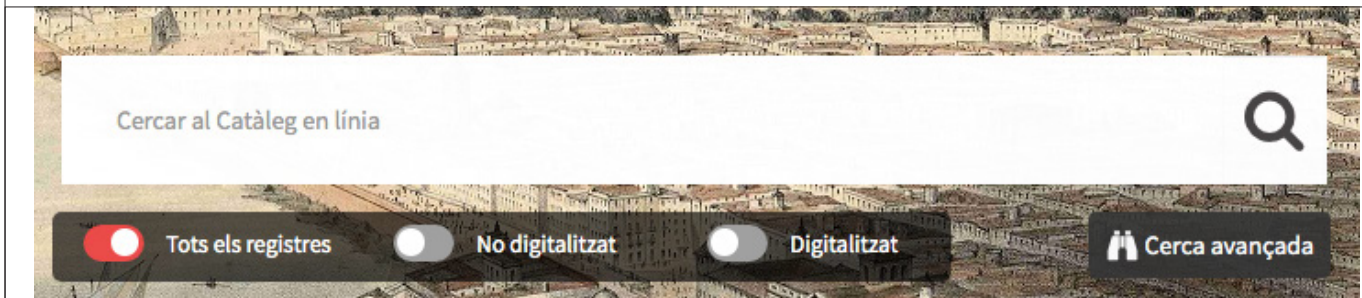 Cercar al Catàleg en línia
Tots els registres No digitalitzat Digitalitzat Cerca avançada